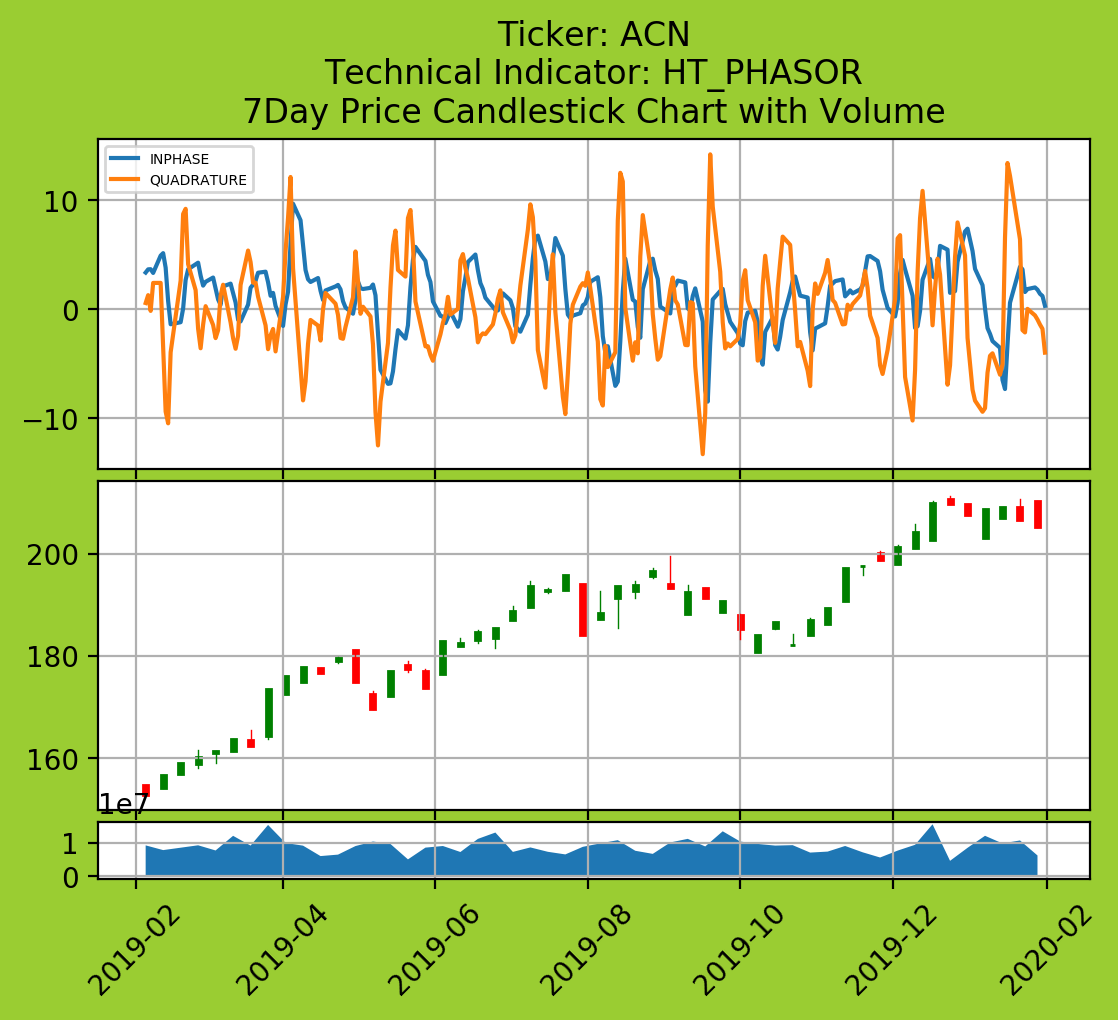 Ticker: ACN
Technical Indicator: HT_PHASOR
7Day Price Candlestick Chart with Volume
INPHASE
QUADRATURE
10
0
−10
200
180
160
1e7
1
0
2019-02
2019-04
2019-06
2019-08
2019-10
2019-12
2020-02